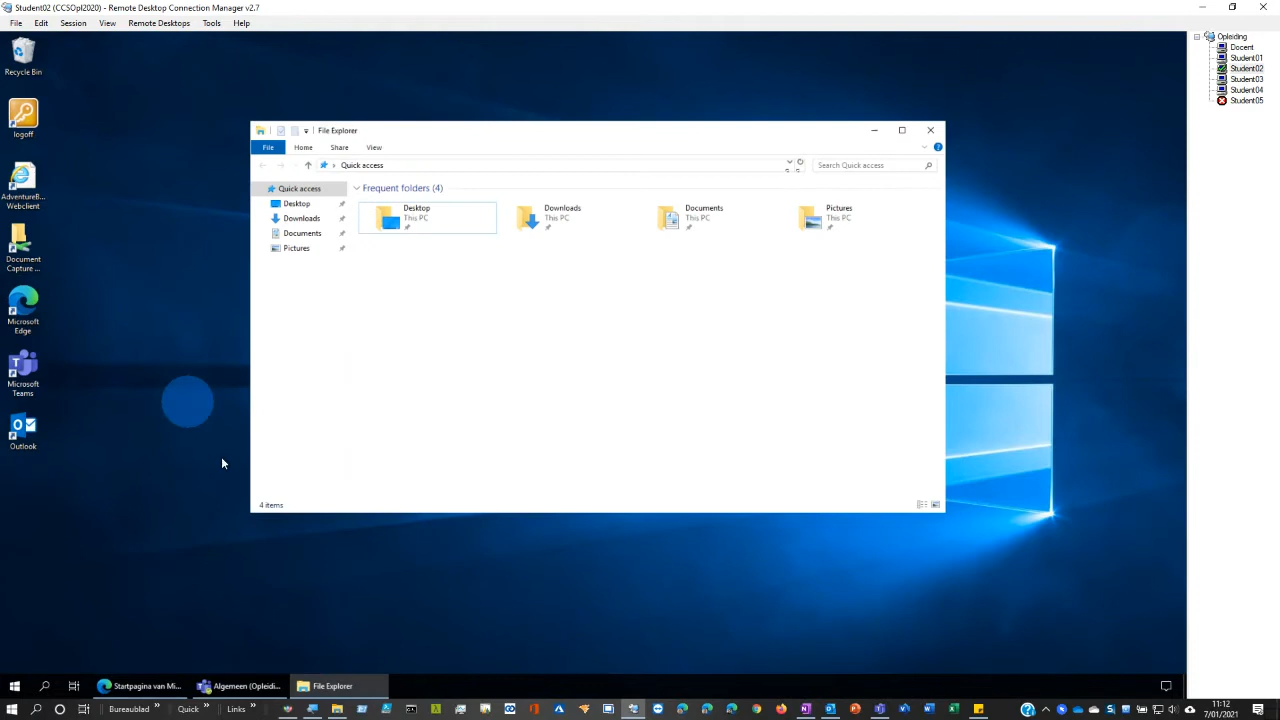 Student02 (CCSOpl2020) - Remote Desktop Connection Manager v2.7
File Edit Session View Remote Desktops Tools Help
Recycle Bin
logoff
AdventureB...
Webclient
Document
Capture ...
Microsoft
Edge
Microsoft
Teams
Outlook
File Explorer
File Home Share View
Quick access
Search Quick access
Quick access
Desktop
Downloads
Documents
Pictures
Frequent folders (4)
Desktop
This PC
Downloads
This PC
Documents
This PC
Pictures
This PC
4 items
Opleiding
Docent
Student01
Student02
Student03
Student04
Student05
Startpagina van Mi...
Algemeen (Opleidi...
File Explorer
Bureaublad
Quick
Links
11:12
7/01/2021